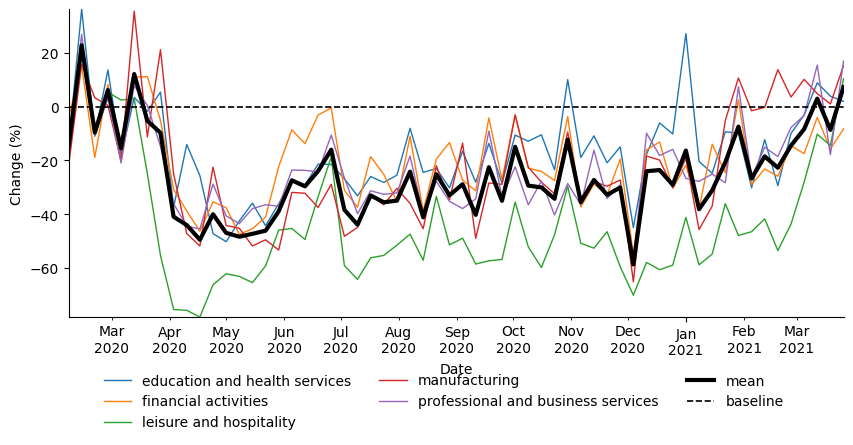 Change (%)
20
0
−20
−40
−60
Mar Apr May Jun Jul Aug Sep Oct Nov Dec Jan Feb Mar
2020 2020 2020 2020 2020 2020 2020 2020 2020 2020 2021 2021 2021
Date
education and health services manufacturing mean
financial activities professional and business services baseline
leisure and hospitality